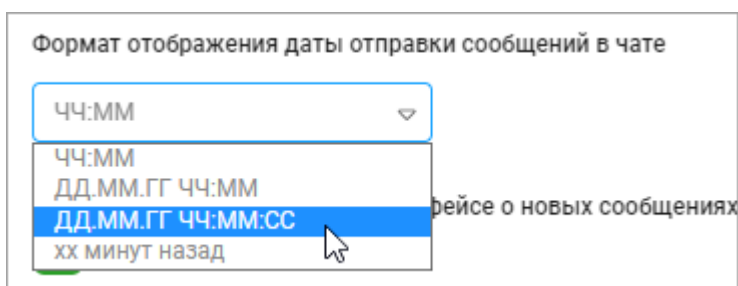 Формат отображения даты отправки сообщений в чате
ЧЧ:ММ
ЧЧ:ММ
ДД.ММ.ГГ ЧЧ:ММ
ДД.ММ.ГГ ЧЧ:ММ:СС
фейсе о новых сообщениях
хх минут назад